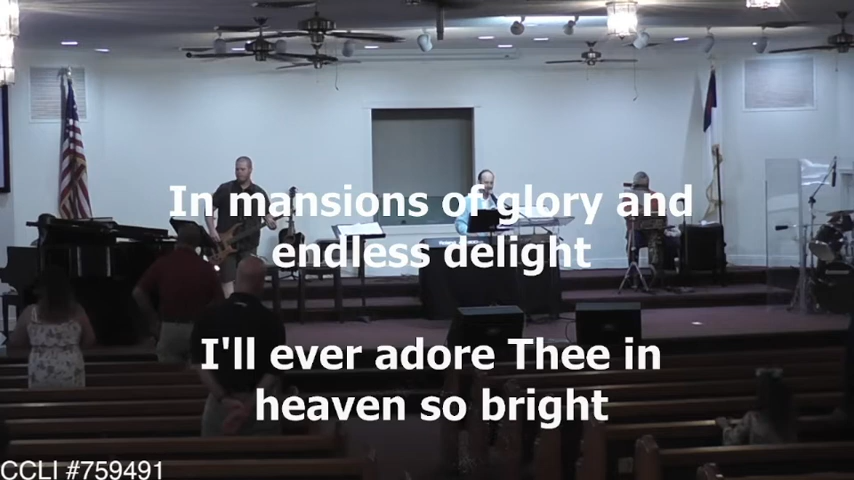 In mansions of glory and
endless delight
I'll ever adore Thee in
heaven so bright
CCLI #759491